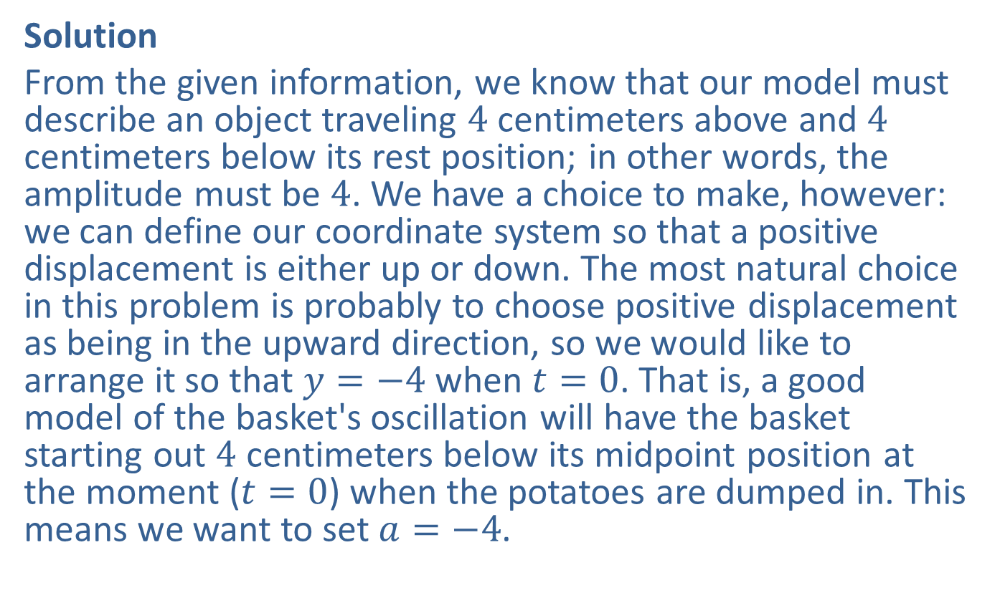 Solution
From the given information, we know that our model must
describe an object traveling 4 centimeters above and 4
centimeters below its rest position; in other words, the
amplitude must be 4. We have a choice to make, however:
we can define our coordinate system so that a positive
displacement is either up or down. The most natural choice
in this problem is probably to choose positive displacement
as being in the upward direction, so we would like to
arrange it so that y = −4 when t = 0. That is, a good
model of the basket's oscillation will have the basket
starting out 4 centimeters below its midpoint position at
the moment (t = 0) when the potatoes are dumped in. This
means we want to set a = −4.